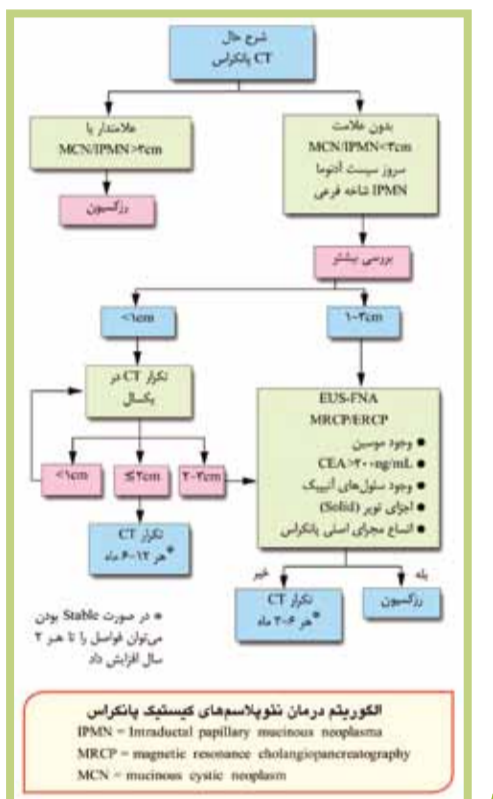 شرح حال
CT پانکراس
علامتدار یا
MCN/IPMN>۳cm
بدون علامت
MCN/IPMN<۳cm
سروز سیست آدنوما
IPMN شاخه فرعی
رزکسیون
بررسی بیشتر
<۱cm
۱-۳cm
تکرار CT در
یکسال
<۱cm
≤۲cm
۲-۳cm
تکرار CT
هر ۱۲-۶ ماه*
EUS-FNA
MRCP/ERCP
● وجود موسین
● CEA>۲۰۰ng/mL
● وجود سلول‌های آتیپیک
● اجزای توپر (Solid)
● اتساع مجرای اصلی پانکراس
خیر
بله
تکرار CT
هر ۶-۳ ماه*
رزکسیون
* در صورت Stable بودن
می‌توان فواصل را تا هر ۲
سال افزایش داد
الگوریتم درمان نئوپلاسم‌های کیستیک پانکراس
IPMN = Intraductal papillary mucinous neoplasma
MRCP = magnetic resonance cholangiopancreatography
MCN = mucinous cystic neoplasm